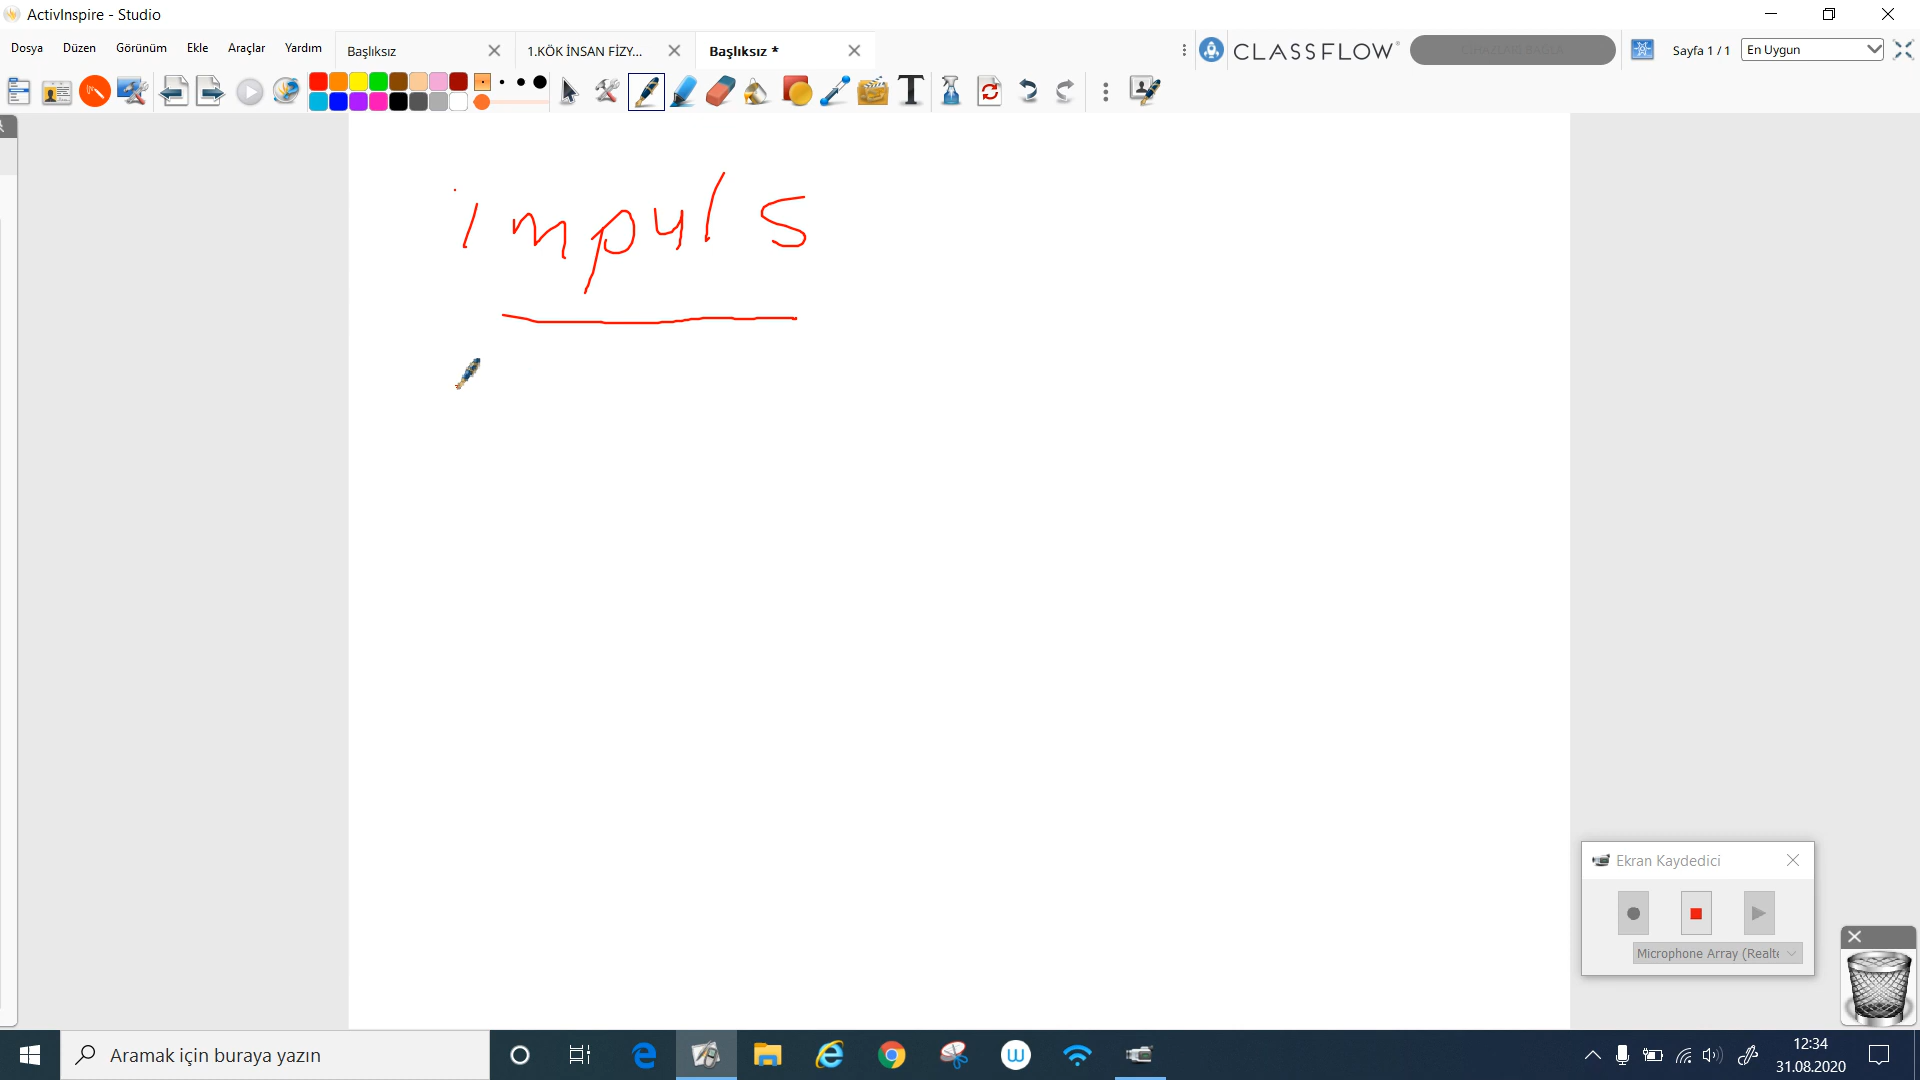 ActivInspire - Studio
Dosya Düzen Görünüm Ekle Araçlar Yardım
Başlıksız
1.KÖK İNSAN FİZY...
Başlıksız *
CLASSFLOW
Sayfa 1 / 1
En Uygun
T
impuls
Ekran Kaydedici
Microphone Array (Realte
Aramak için buraya yazın
12:34
31.08.2020